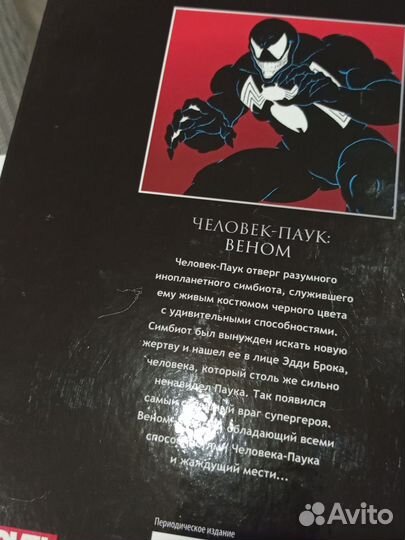 ЧЕЛОВЕК-ПАУК:
ВЕНОМ
Человек-Паук отверг разумного
инопланетного симбиота, служившего
ему живым костюмом черного цвета
с удивительными способностями.
Симбиот был вынужден искать новую
жертву и нашел ее в лице Эдди Брока,
человека, который столь же сильно
ненавидел Паука. Так появился
самый враг супергероя.
Веном обладающий всеми
Человека-Паука
и жаждущий мести...
Периодическое издание
Avito